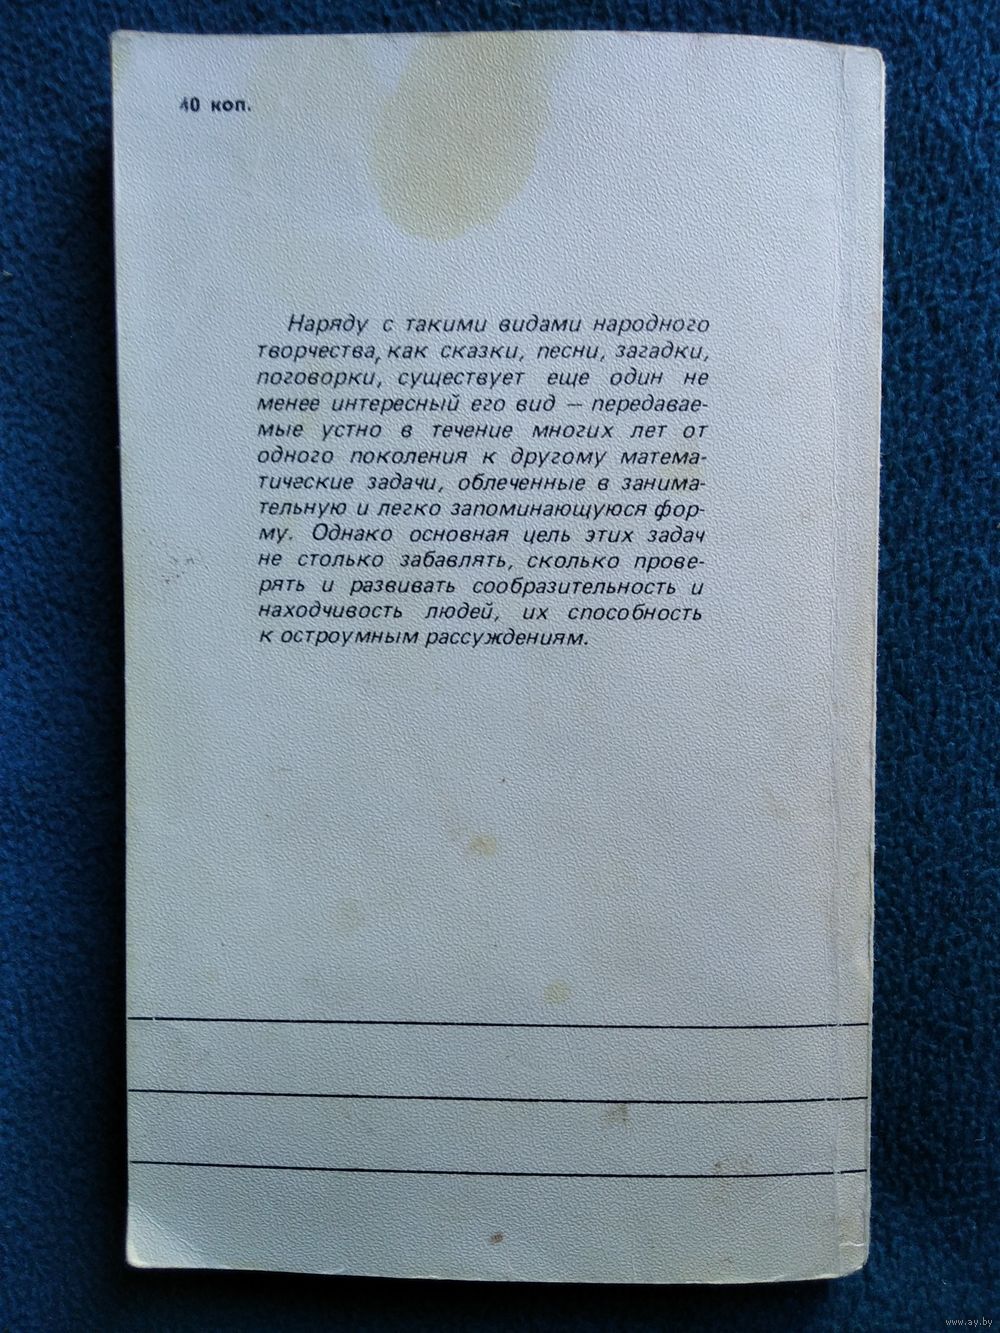 40 коп.
Наряду с такими видами народного
творчества, как сказки, песни, загадки,
поговорки, существует еще один не
менее интересный его вид — передавае-
мые устно в течение многих лет от
одного поколения к другому матема-
тические задачи, облеченные в занима-
тельную и легко запоминающуюся фор-
му. Однако основная цель этих задач
не столько забавлять, сколько прове-
рять и развивать сообразительность и
находчивость людей, их способность
к остроумным рассуждениям.
www.ay.by